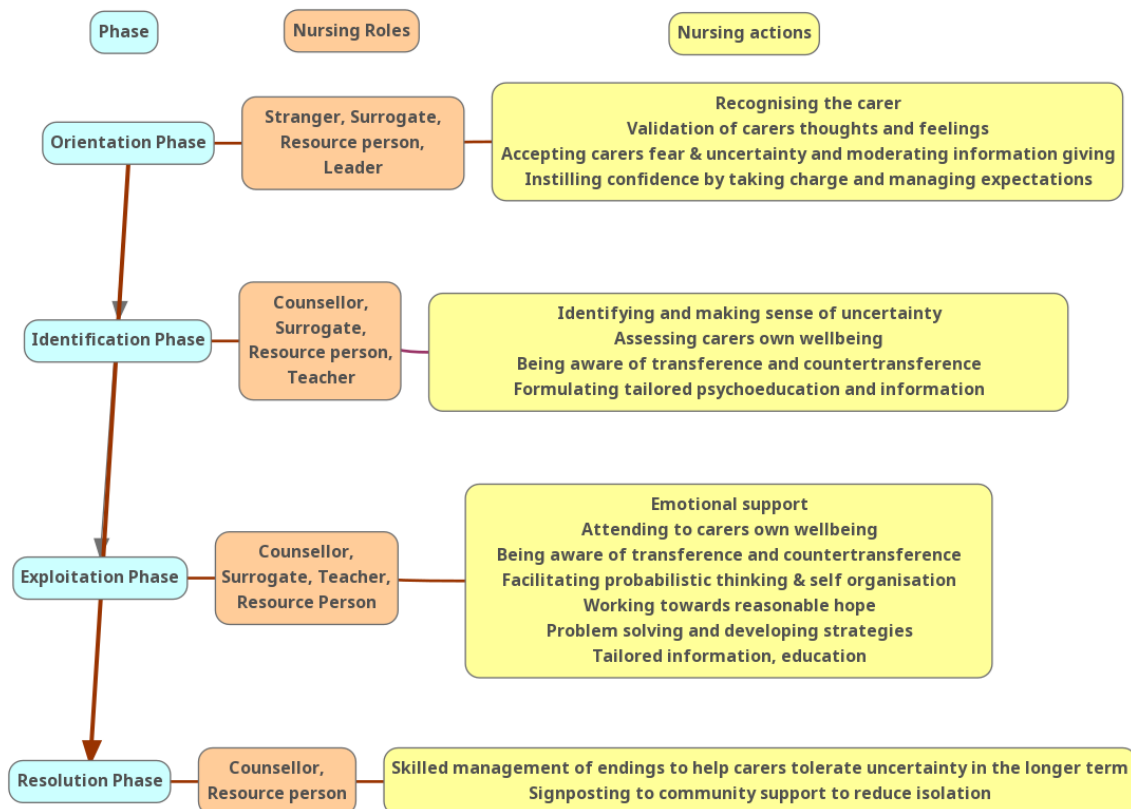 Phase
Nursing Roles
Nursing actions
Orientation Phase
Stranger, Surrogate,
Resource person,
Leader
Recognising the carer
Validation of carers thoughts and feelings
Accepting carers fear & uncertainty and moderating information giving
Instilling confidence by taking charge and managing expectations
Identification Phase
Counsellor,
Surrogate,
Resource person,
Teacher
Identifying and making sense of uncertainty
Assessing carers own wellbeing
Being aware of transference and countertransference
Formulating tailored psychoeducation and information
Exploitation Phase
Counsellor,
Surrogate, Teacher,
Resource Person
Emotional support
Attending to carers own wellbeing
Being aware of transference and countertransference
Facilitating probabilistic thinking & self organisation
Working towards reasonable hope
Problem solving and developing strategies
Tailored information, education
Resolution Phase
Counsellor,
Resource person
Skilled management of endings to help carers tolerate uncertainty in the longer term
Signposting to community support to reduce isolation